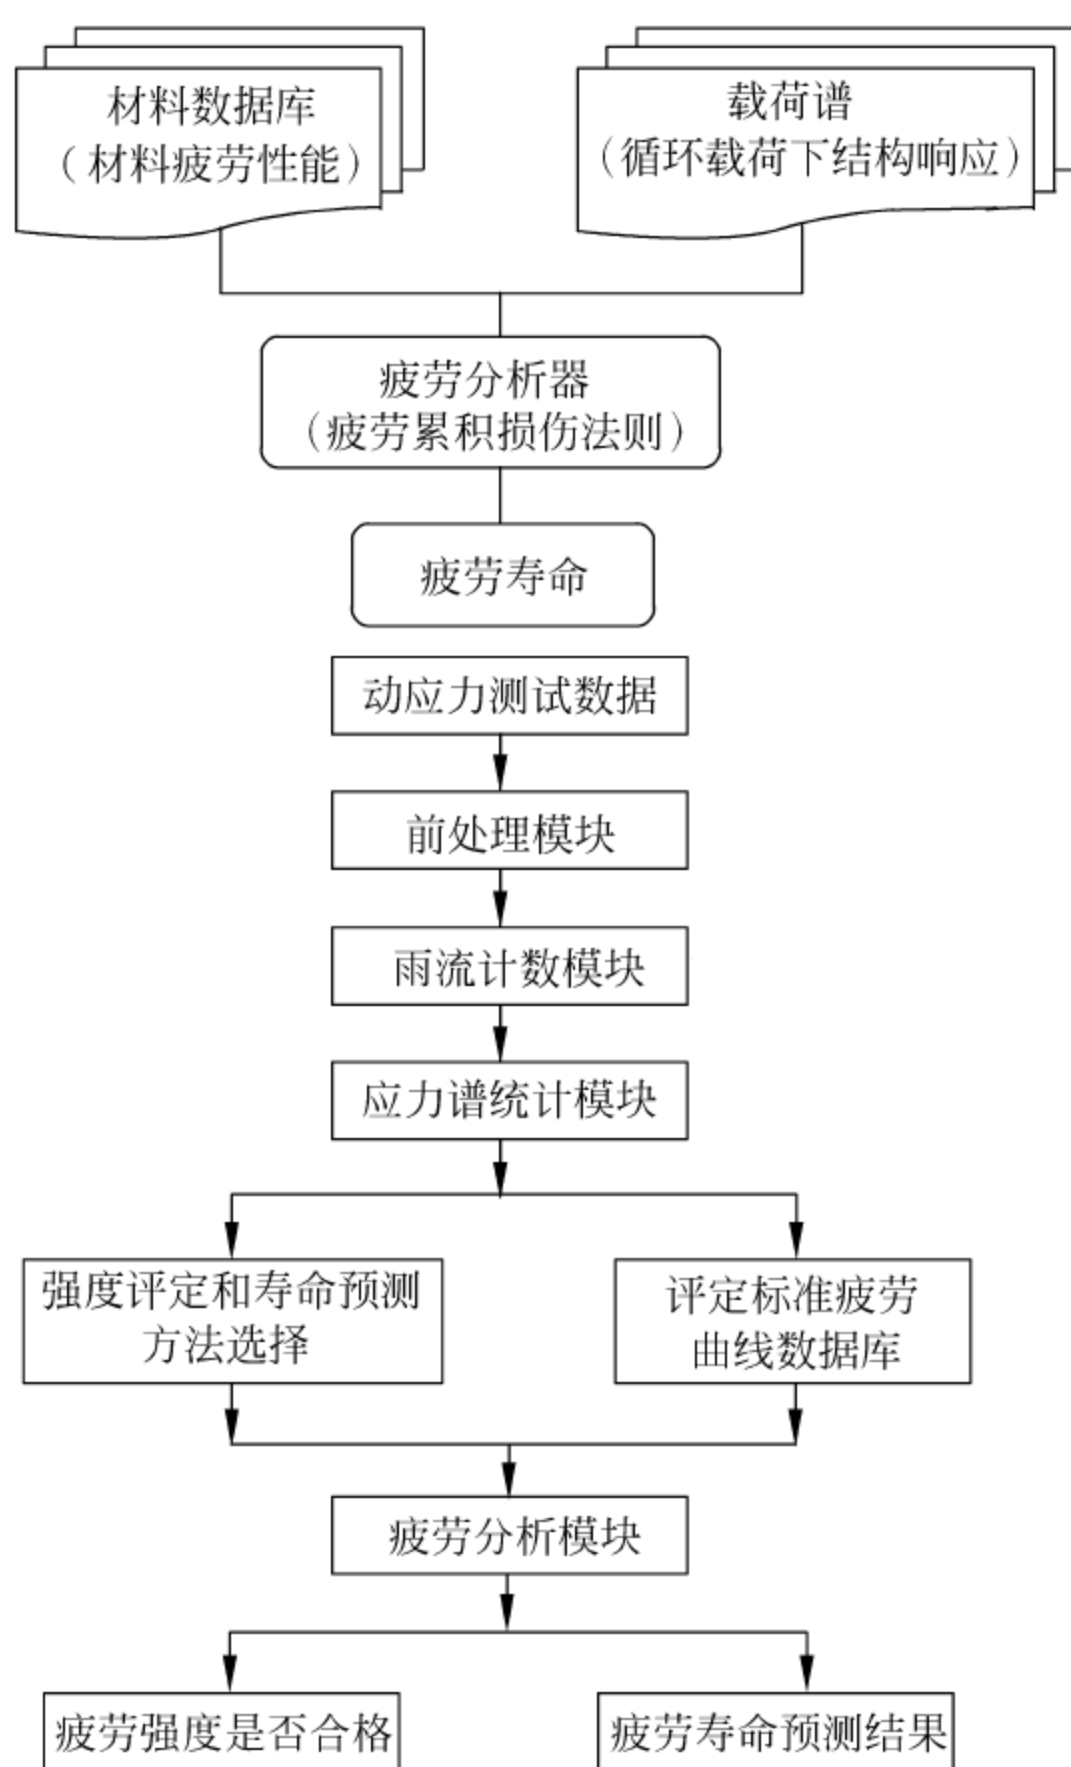 材料数据库
（材料疲劳性能）
载荷谱
（循环载荷下结构响应）
疲劳分析器
（疲劳累积损伤法则）
疲劳寿命
动应力测试数据
前处理模块
雨流计数模块
应力谱统计模块
强度评定和寿命预测
方法选择
评定标准疲劳
曲线数据库
疲劳分析模块
疲劳强度是否合格
疲劳寿命预测结果